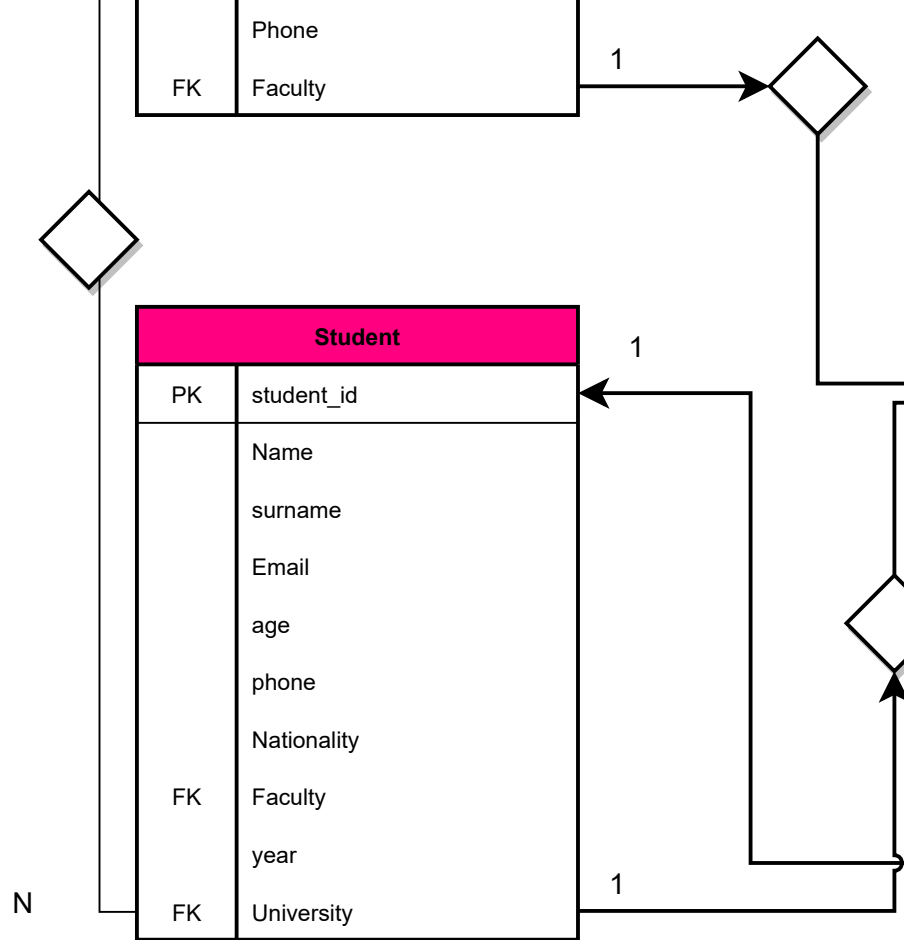 Phone
1
FK Faculty
Student
1
PK student_id
Name
surname
Email
age
phone
Nationality
FK Faculty
year
1
N
FK University